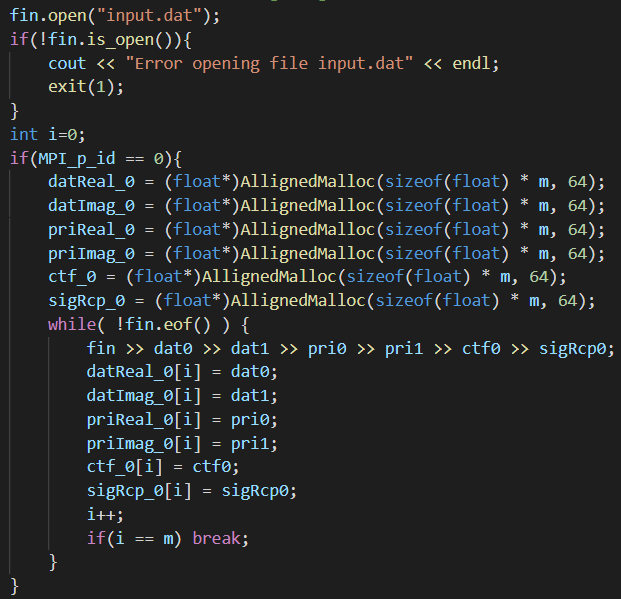 fin.open("input.dat");
if(!fin.is_open()){
    cout << "Error opening file input.dat" << endl;
    exit(1);
}
int i=0;
if(MPI_p_id == 0){
    datReal_0 = (float*)AllignedMalloc(sizeof(float) * m, 64);
    datImag_0 = (float*)AllignedMalloc(sizeof(float) * m, 64);
    priReal_0 = (float*)AllignedMalloc(sizeof(float) * m, 64);
    priImag_0 = (float*)AllignedMalloc(sizeof(float) * m, 64);
    ctf_0 = (float*)AllignedMalloc(sizeof(float) * m, 64);
    sigRcp_0 = (float*)AllignedMalloc(sizeof(float) * m, 64);
    while( !fin.eof() ) {
        fin >> dat0 >> dat1 >> pri0 >> pri1 >> ctf0 >> sigRcp0;
        datReal_0[i] = dat0;
        datImag_0[i] = dat1;
        priReal_0[i] = pri0;
        priImag_0[i] = pri1;
        ctf_0[i] = ctf0;
        sigRcp_0[i] = sigRcp0;
        i++;
        if(i == m) break;
    }
}